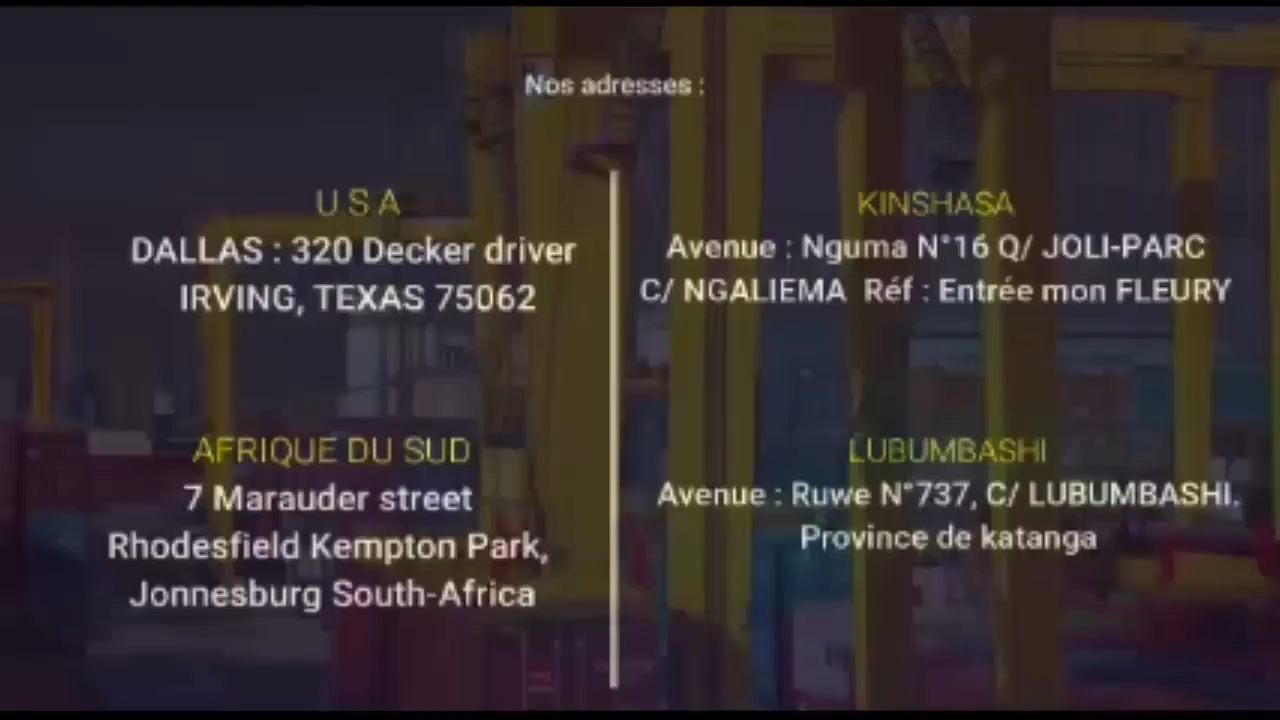 Nos adresses :
U S A
DALLAS : 320 Decker driver
IRVING, TEXAS 75062
AFRIQUE DU SUD
7 Marauder street
Rhodesfield Kempton Park,
Jonnesburg South-Africa
KINSHASA
Avenue : Nguma N°16 Q/ JOLI-PARC
C/ NGALIEMA Réf : Entrée mon FLEURY
LUBUMBASHI
Avenue : Ruwe N°737, C/ LUBUMBASHI.
Province de katanga